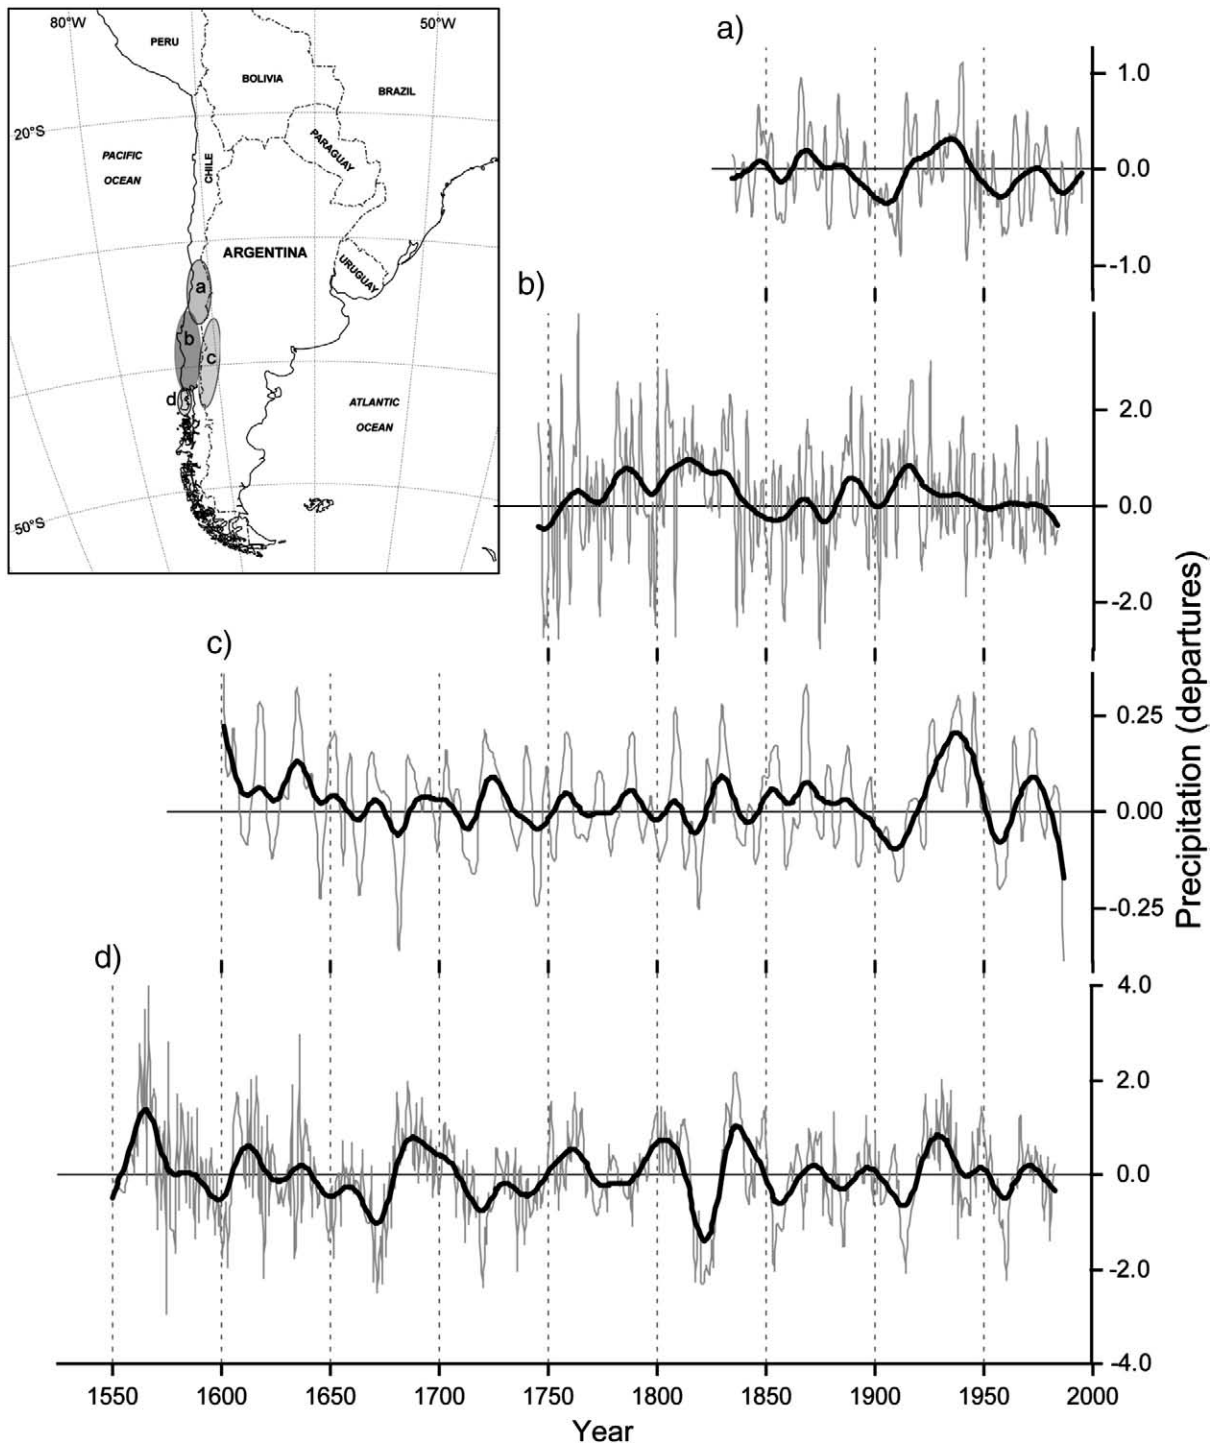 80°W
50°W
PERU
BOLIVIA
BRAZIL
20°S
PACIFIC
OCEAN
CHILE
PARAGUAY
ARGENTINA
URUGUAY
a
b
c
d
ATLANTIC
OCEAN
50°S
a)
1.0
0.0
-1.0
b)
2.0
0.0
-2.0
c)
0.25
0.00
-0.25
d)
4.0
2.0
0.0
-2.0
-4.0
Precipitation (departures)
1550 1600 1650 1700 1750 1800 1850 1900 1950 2000
Year